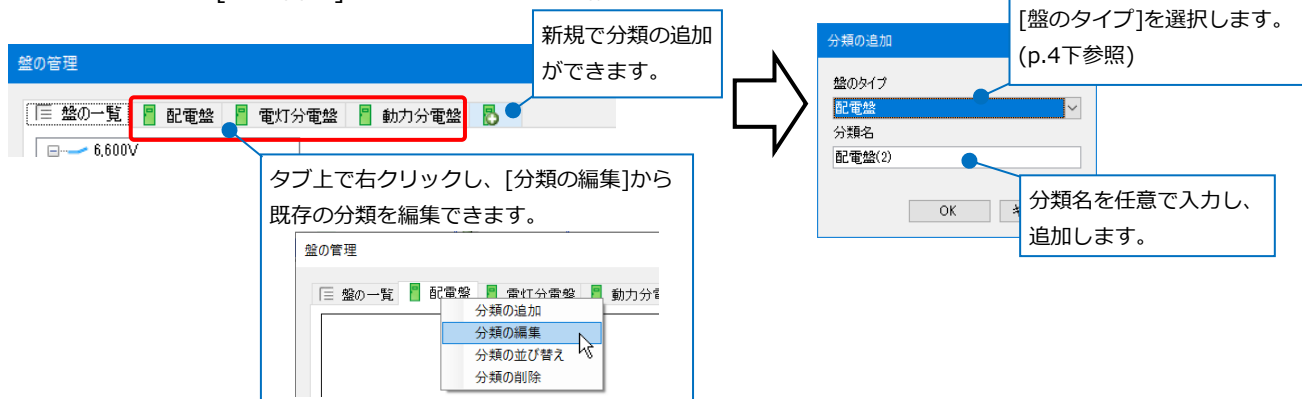 新規で分類の追加
ができます。
盤の管理
盤の一覧 配電盤 電灯分電盤 動力分電盤
6,600V
タブ上で右クリックし、[分類の編集]から
既存の分類を編集できます。
盤の管理
盤の一覧 配電盤 電灯分電盤 動力分
分類の追加
分類の編集
分類の並び替え
分類の削除
[盤のタイプ]を選択します。
(p.4下参照)
分類の追加
盤のタイプ
配電盤
分類名
配電盤(2)
OK
分類名を任意で入力し、
追加します。